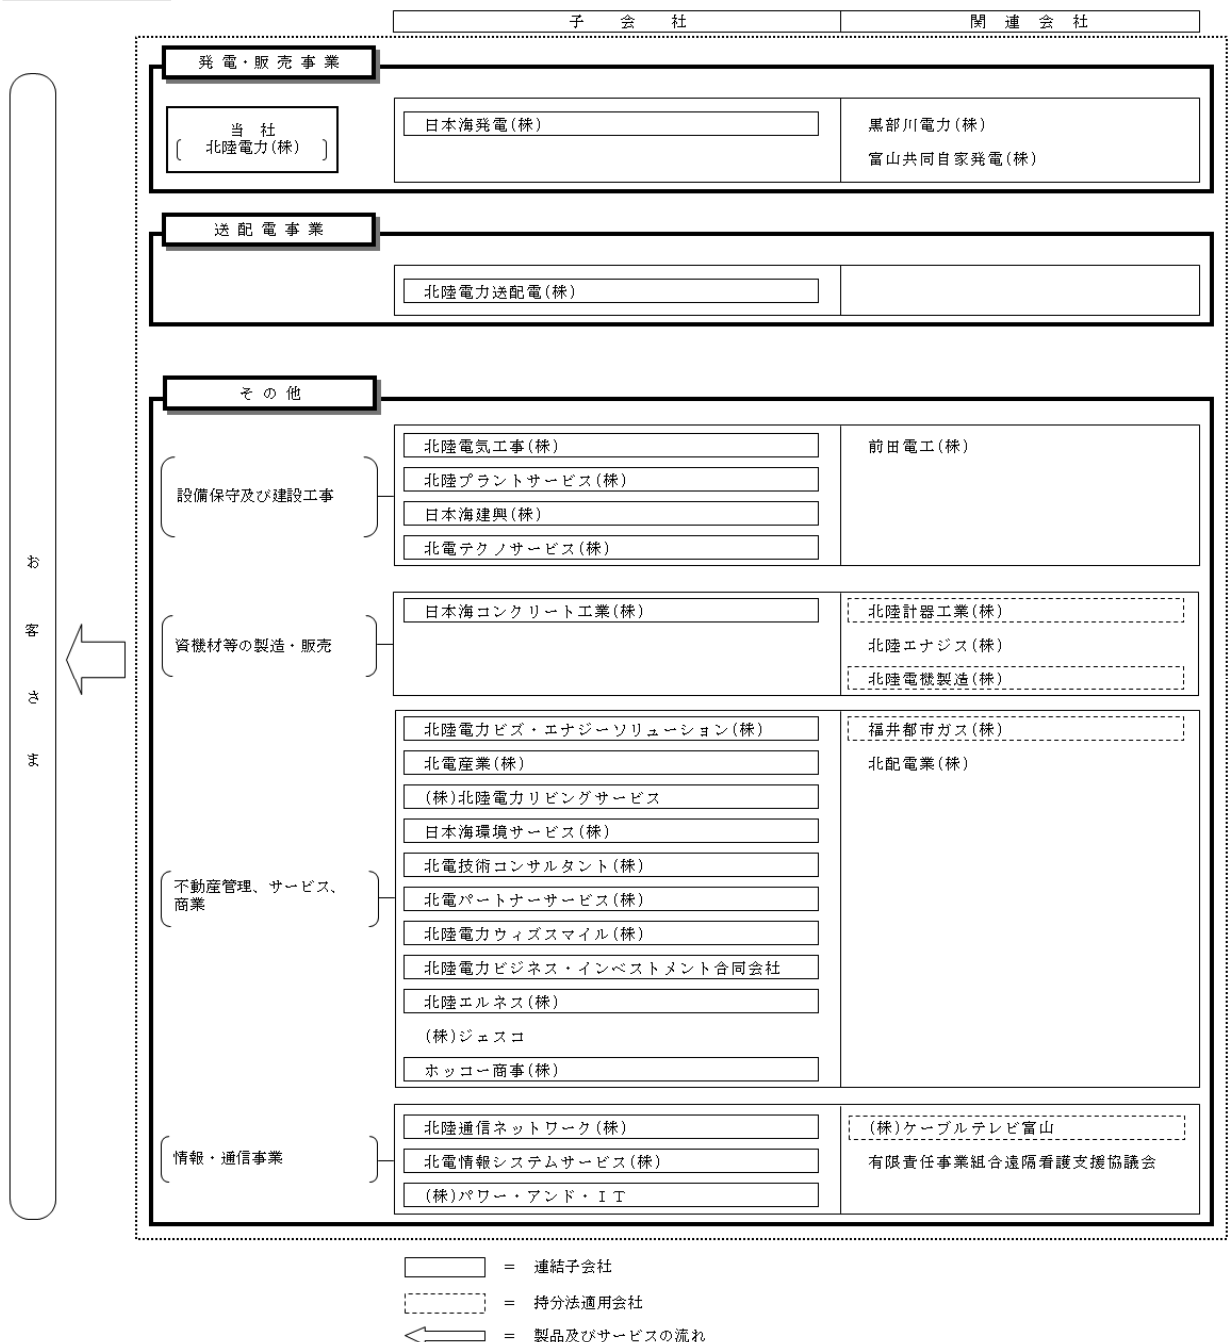 子 会 社 関 連 会 社
発 電・販 売 事 業
当 社
北陸電力(株)
日本海発電(株)
黒部川電力(株)
富山共同自家発電(株)
送 配 電 事 業
北陸電力送配電(株)
そ の 他
設備保守及び建設工事
北陸電気工事(株)
北陸プラントサービス(株)
日本海建興(株)
北電テクノサービス(株)
前田電工(株)
資機材等の製造・販売
日本海コンクリート工業(株)
北陸計器工業(株)
北陸エナジス(株)
北陸電機製造(株)
不動産管理、サービス、
商業
北陸電力ビズ・エナジーソリューション(株)
北電産業(株)
(株)北陸電力リビングサービス
日本海環境サービス(株)
北電技術コンサルタント(株)
北電パートナーサービス(株)
北陸電力ウィズスマイル(株)
北陸電力ビジネス・インベストメント合同会社
北陸エルネス(株)
(株)ジェスコ
ホッコー商事(株)
福井都市ガス(株)
北配電業(株)
情報・通信事業
北陸通信ネットワーク(株)
北電情報システムサービス(株)
(株)パワー・アンド・IT
(株)ケーブルテレビ富山
有限責任事業組合遠隔看護支援協議会
お客さま
= 連結子会社
= 持分法適用会社
= 製品及びサービスの流れ